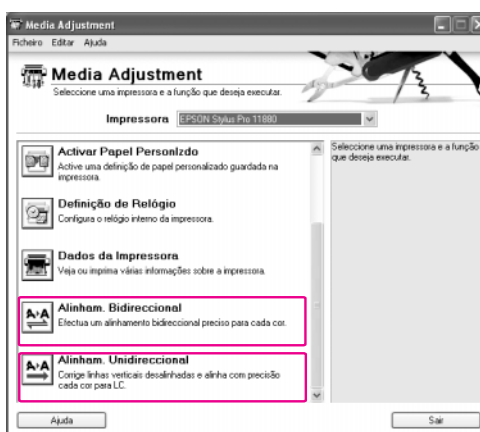 Media Adjustment
Ficheiro Editar Ajuda
Media Adjustment
Seleccione uma impressora e a função que deseja executar.
Impressora EPSON Stylus Pro 11880
Activar Papel Personlzdo
Active uma definição de papel personalizado guardada na
impressora.
Definição de Relógio
Configura o relógio interno da impressora.
Dados da Impressora
Veja ou imprima várias informações sobre a impressora.
Alinham. Bidireccional
Efectua um alinhamento bidireccional preciso para cada cor.
Alinham. Unidireccional
Corrige linhas verticais desalinhadas e alinha com precisão
cada cor para LC.
Seleccione uma impressora e a função
que deseja executar.
Ajuda
Sair